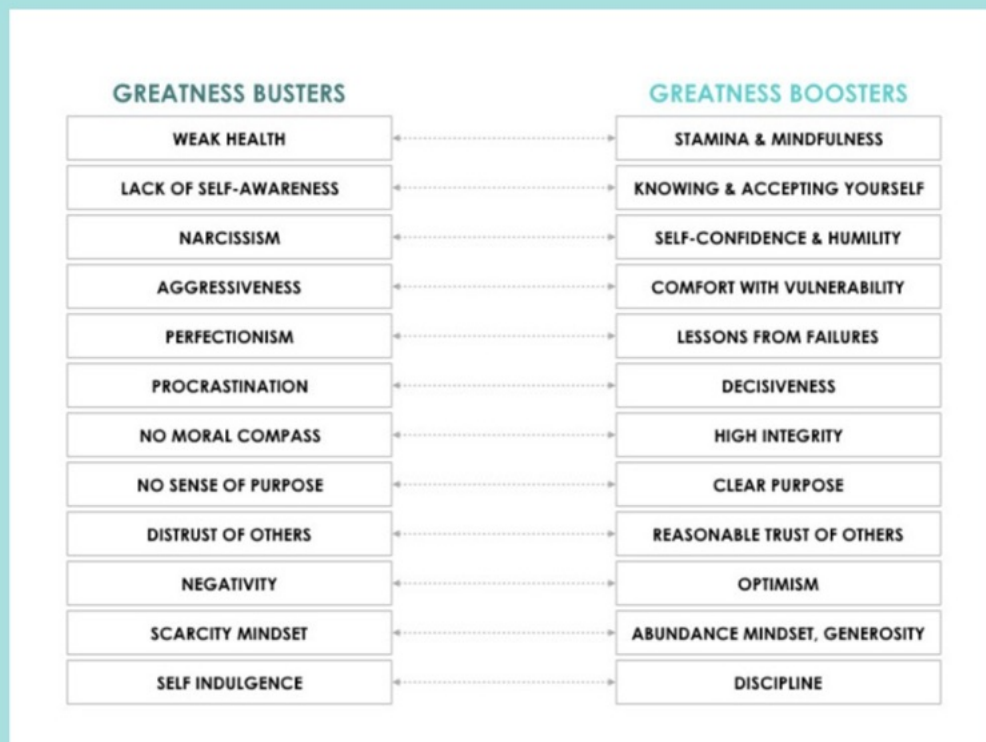 GREATNESS BUSTERS GREATNESS BOOSTERS
WEAK HEALTH STAMINA & MINDFULNESS
LACK OF SELF-AWARENESS KNOWING & ACCEPTING YOURSELF
NARCISSISM SELF-CONFIDENCE & HUMILITY
AGGRESSIVENESS COMFORT WITH VULNERABILITY
PERFECTIONISM LESSONS FROM FAILURES
PROCRASTINATION DECISIVENESS
NO MORAL COMPASS HIGH INTEGRITY
NO SENSE OF PURPOSE CLEAR PURPOSE
DISTRUST OF OTHERS REASONABLE TRUST OF OTHERS
NEGATIVITY OPTIMISM
SCARCITY MINDSET ABUNDANCE MINDSET, GENEROSITY
SELF INDULGENCE DISCIPLINE